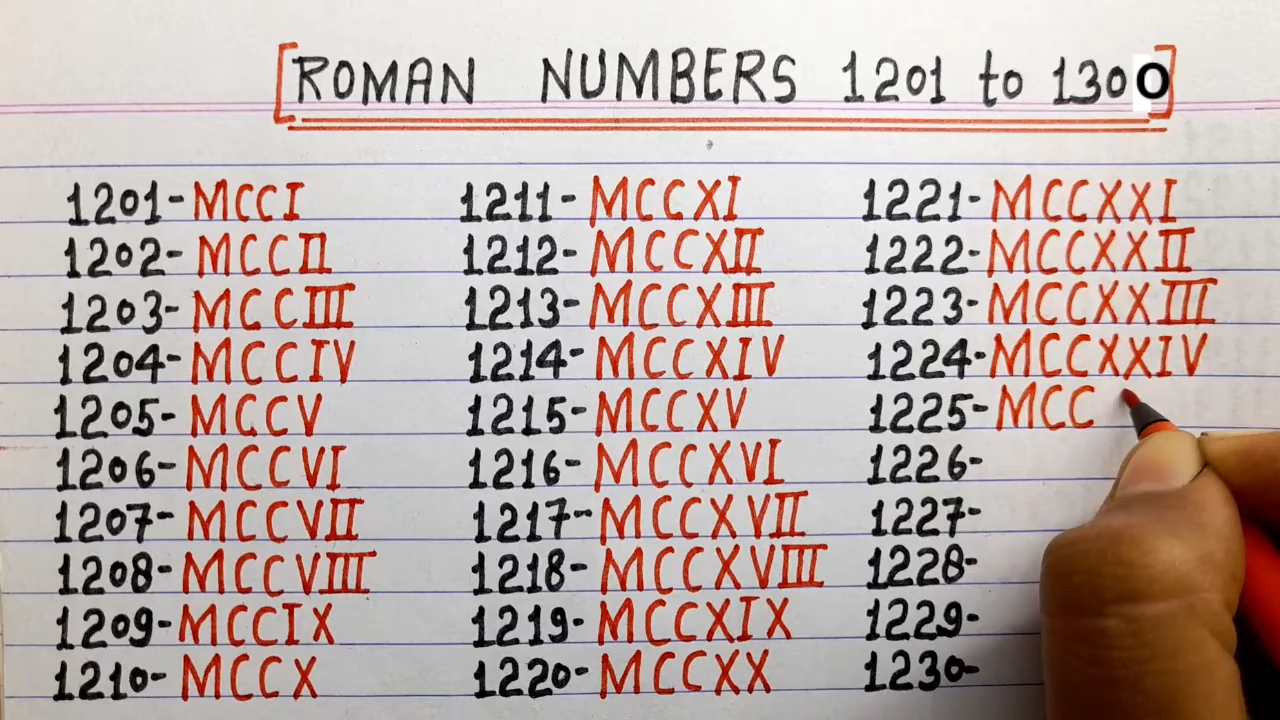 ROMAN NUMBERS 1201 to 1300
1201-MCCI
1202-MCCII
1203-MCCIII
1204-MCCIV
1205-MCCV
1206-MCCVI
1207-MCCVII
1208-MCCVIII
1209-MCCIX
1210-MCCX
1211-MCCXI
1212-MCCXII
1213-MCCXIII
1214-MCCXIV
1215-MCCXV
1216-MCCXVI
1217-MCCXVII
1218-MCCXVIII
1219-MCCXIX
1220-MCCXX
1221-MCCXXI
1222-MCCXXII
1223-MCCXXIII
1224-MCCXXIV
1225-MCC
1226-
1227-
1228-
1229-
1230-